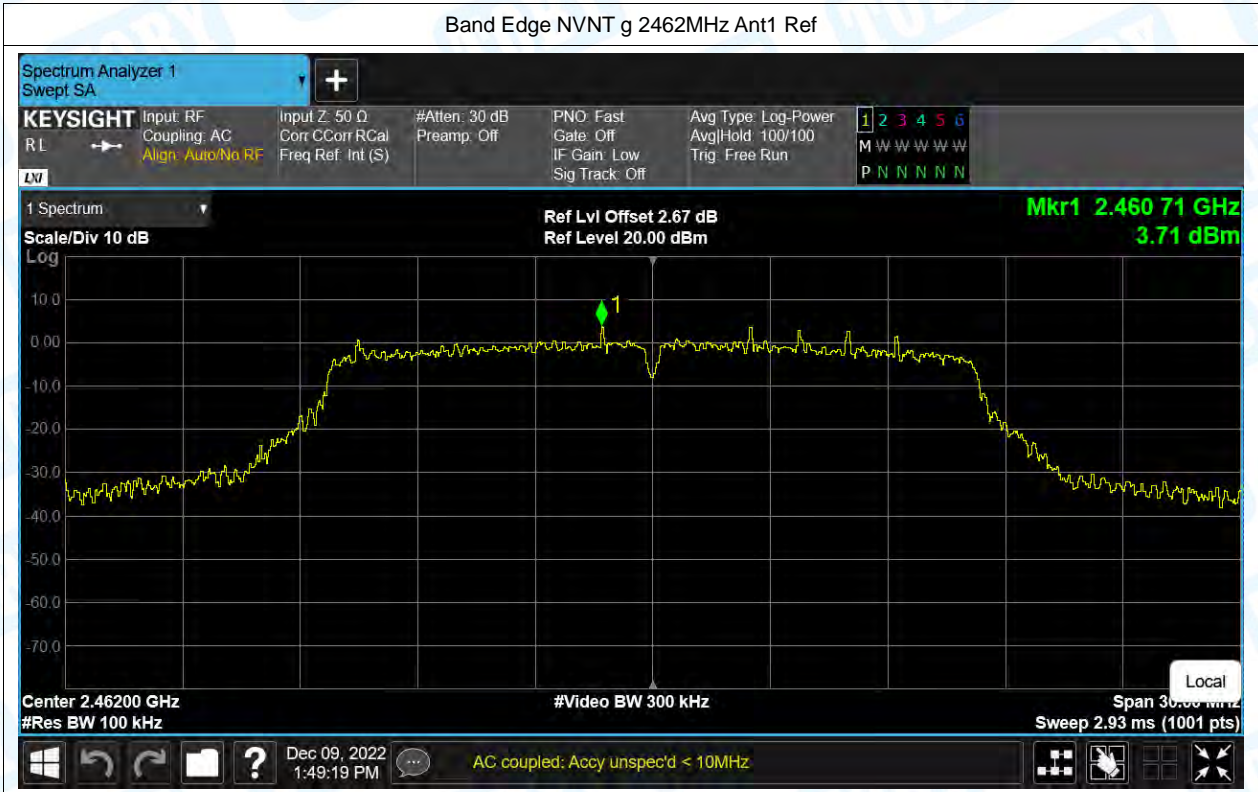 Band Edge NVNT g 2462MHz Ant1 Ref
Spectrum Analyzer 1
Swept SA
+
KEYSIGHT
R L
LXI
Input: RF
Coupling: AC
Align: Auto/No RF
Input Z: 50 Ω
Corr CCorr RCal
Freq Ref: Int (S)
#Atten: 30 dB
Preamp: Off
PNO: Fast
Gate: Off
IF Gain: Low
Sig Track: Off
Avg Type: Log-Power
Avg|Hold: 100/100
Trig: Free Run
1 2 3 4 5 6
M W W W W W W
P N N N N N
1 Spectrum
Scale/Div 10 dB
Log
Ref Lvl Offset 2.67 dB
Ref Level 20.00 dBm
Mkr1 2.460 71 GHz
3.71 dBm
1
10.0
0.00
-10.0
-20.0
-30.0
-40.0
-50.0
-60.0
-70.0
Local
Center 2.46200 GHz
#Video BW 300 kHz
Span
#Res BW 100 kHz
Sweep 2.93 ms (1001 pts)
?
Dec 09, 2022
1:49:19 PM
AC coupled: Accy unspec'd < 10MHz